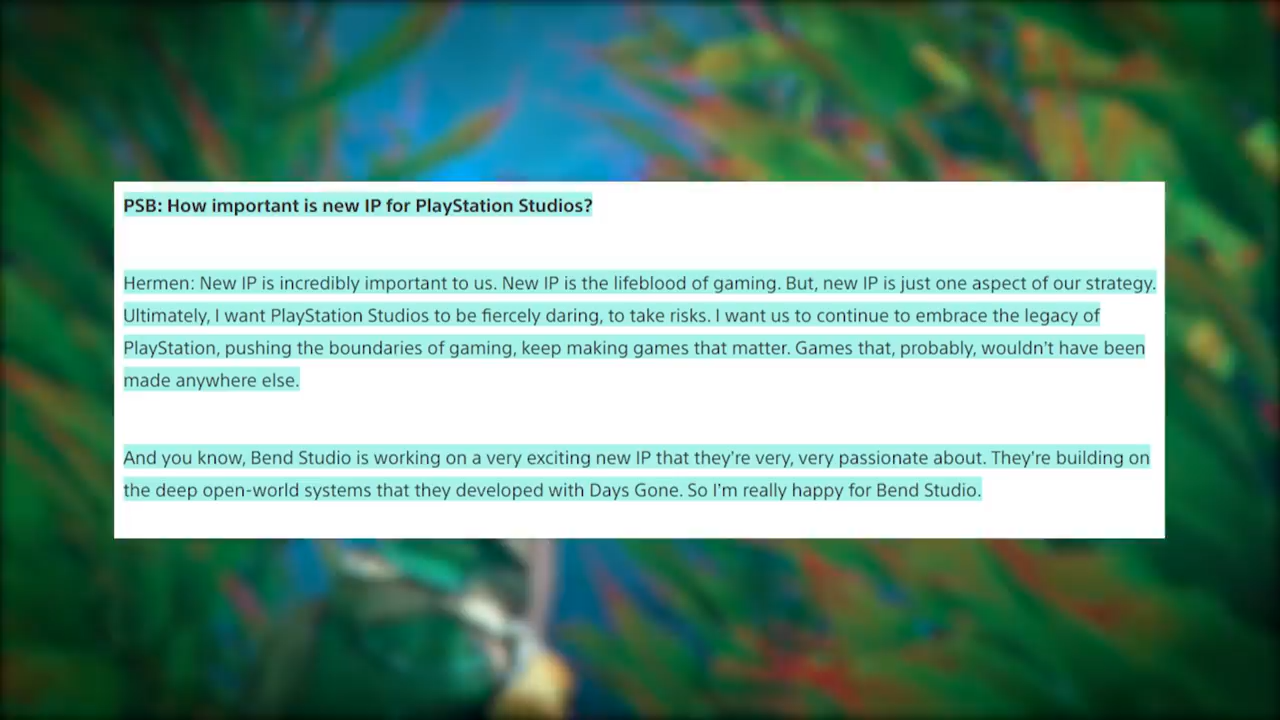 PSB: How important is new IP for PlayStation Studios?
Hermen: New IP is incredibly important to us. New IP is the lifeblood of gaming. But, new IP is just one aspect of our strategy.
Ultimately, I want PlayStation Studios to be fiercely daring, to take risks. I want us to continue to embrace the legacy of
PlayStation, pushing the boundaries of gaming, keep making games that matter. Games that, probably, wouldn't have been
made anywhere else.
And you know, Bend Studio is working on a very exciting new IP that they're very, very passionate about. They're building on
the deep open-world systems that they developed with Days Gone. So I'm really happy for Bend Studio.